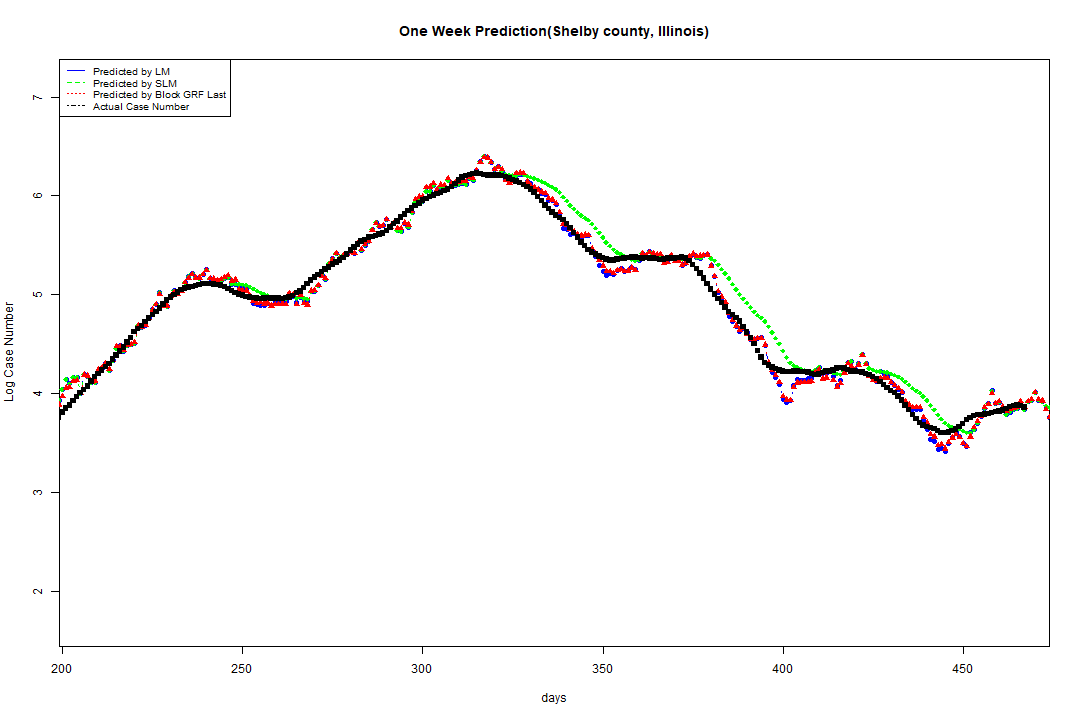 One Week Prediction(Shelby county, Illinois)
Predicted by LM
Predicted by SLM
Predicted by Block GRF Last
Actual Case Number
7
6
5
4
3
2
Log Case Number
200 250 300 350 400 450
days